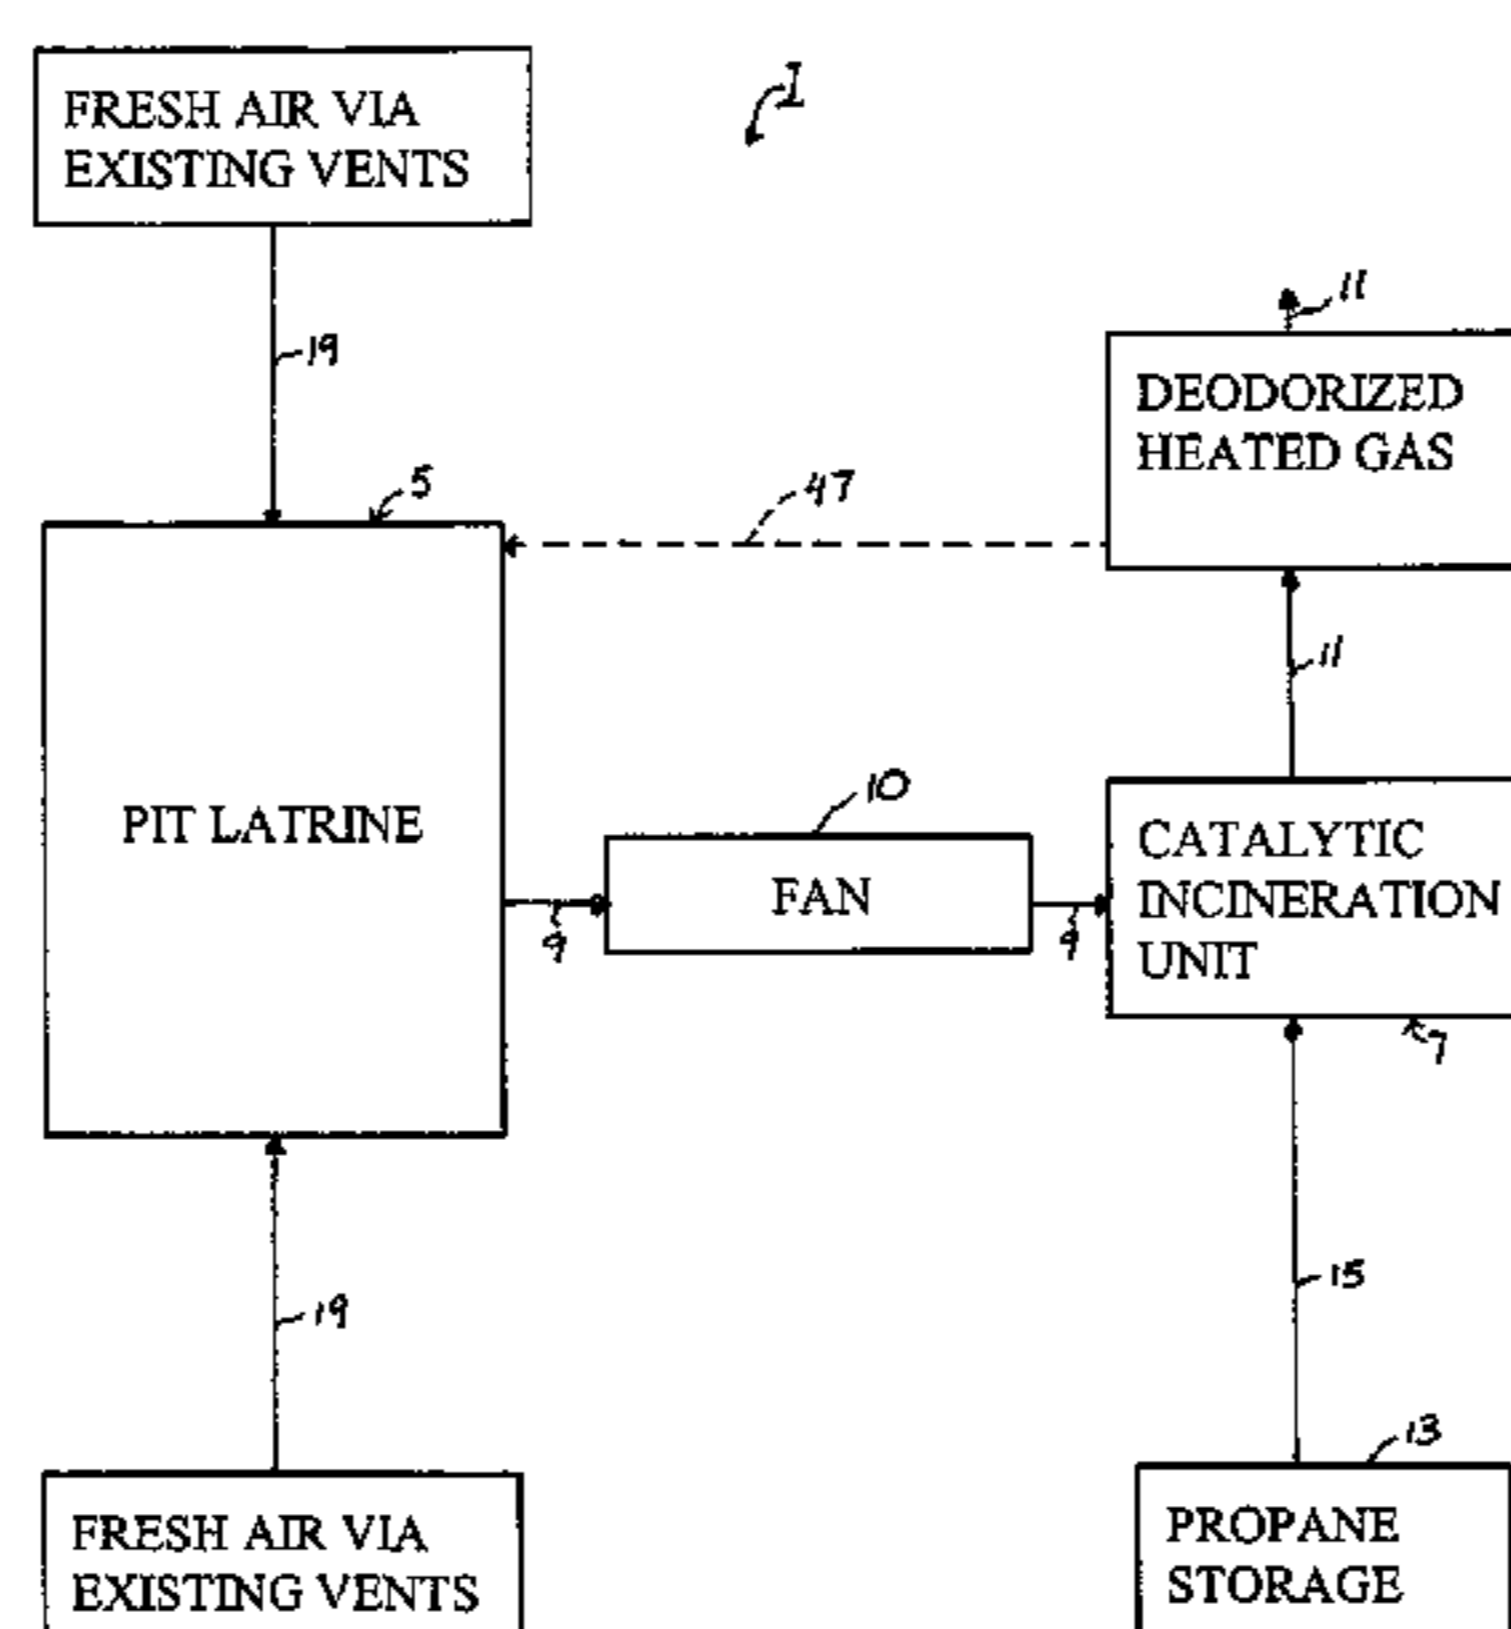 FRESH AIR VIA
EXISTING VENTS
1
11
19
DEODORIZED
HEATED GAS
5
47
11
10
PIT LATRINE
FAN
CATALYTIC
INCINERATION
UNIT
9
9
7
19
15
13
FRESH AIR VIA
EXISTING VENTS
PROPANE
STORAGE